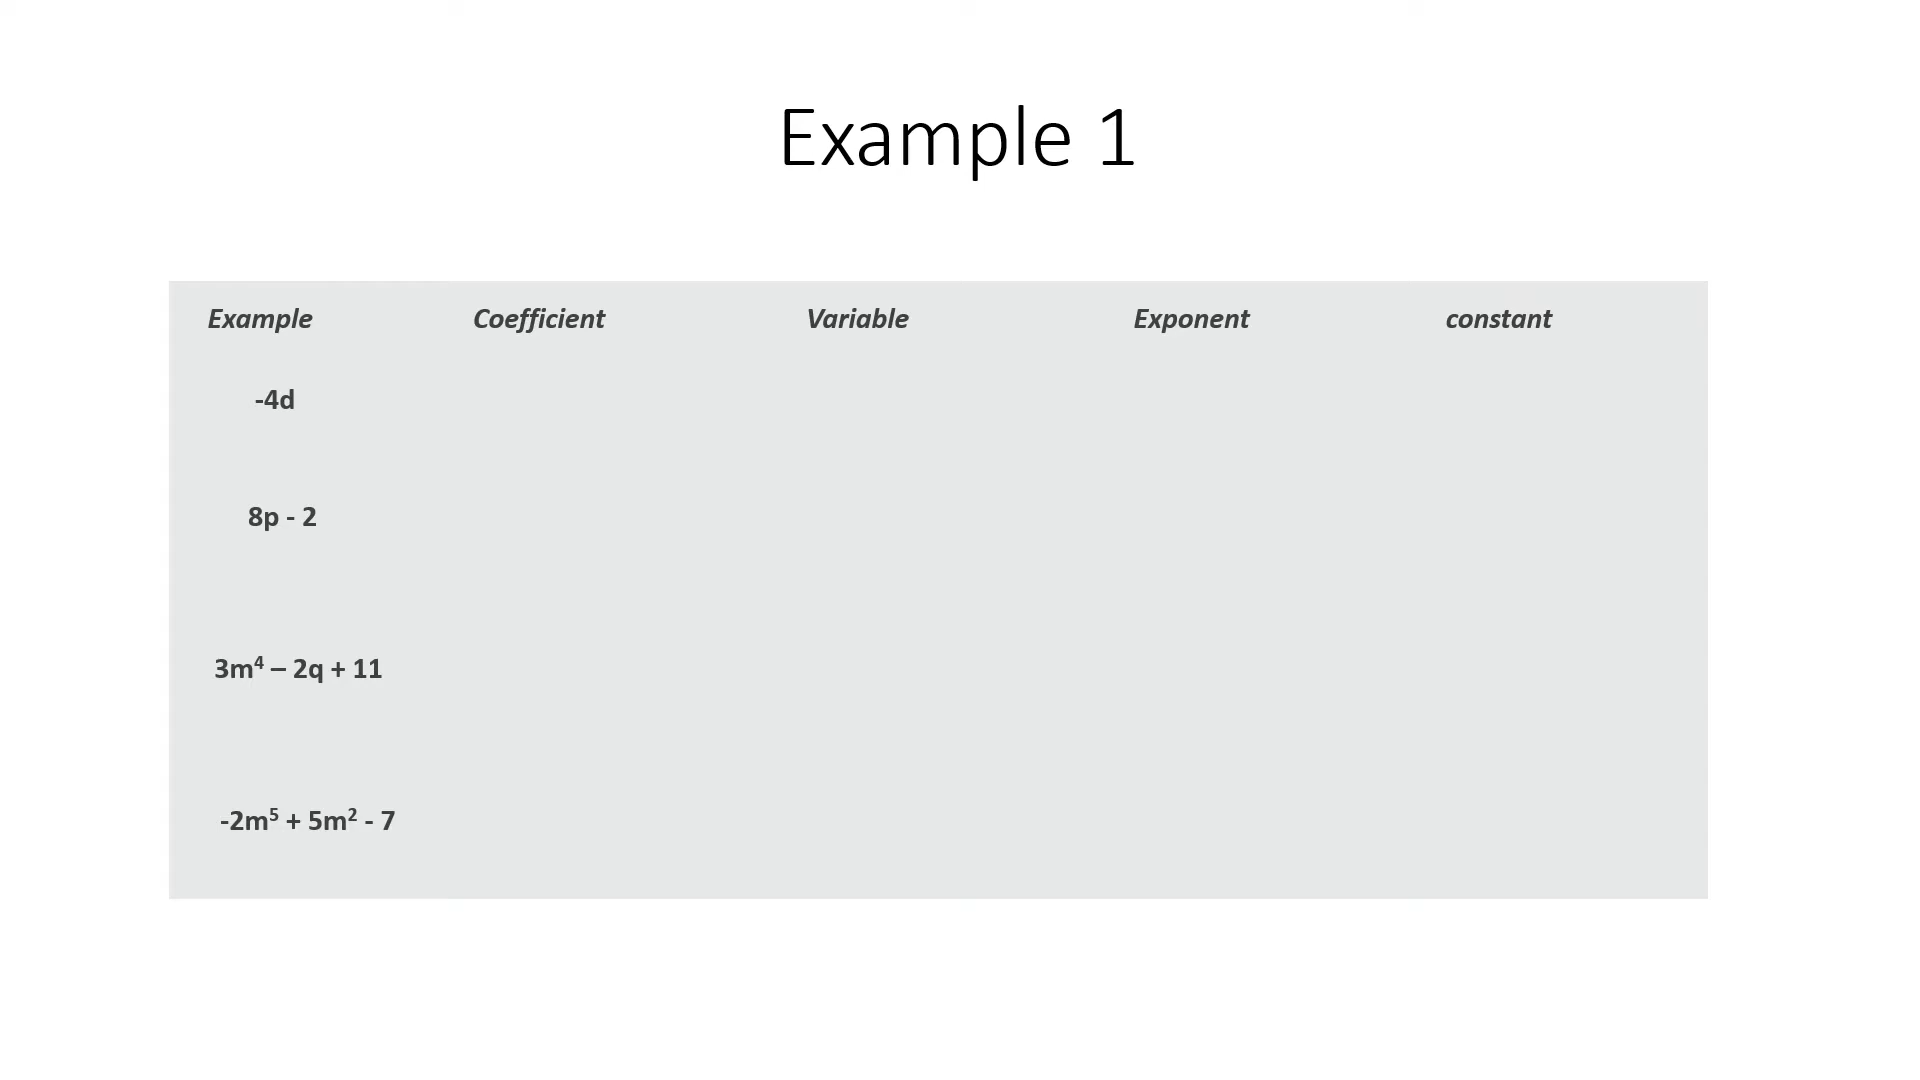 Example 1
Example Coefficient Variable Exponent constant
-4d
8p - 2
3m⁴ – 2q + 11
-2m⁵ + 5m² - 7